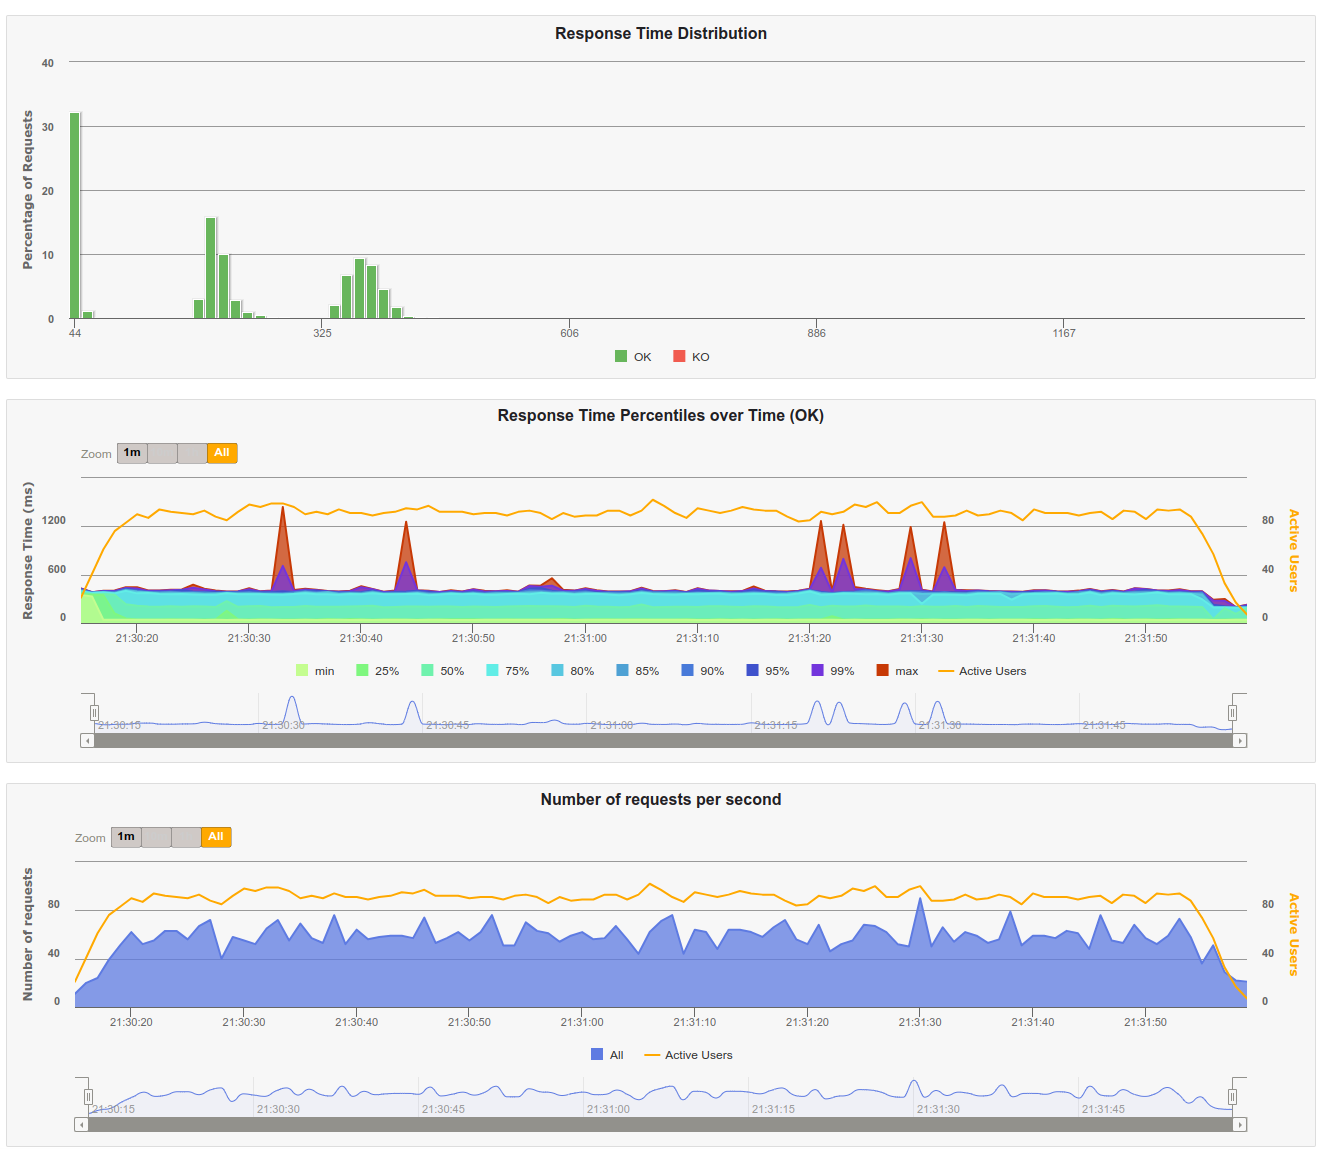 Response Time Distribution
Percentage of Requests
40
30
20
10
0
44 325 606 886 1167
OK KO
Response Time Percentiles over Time (OK)
Zoom 1m All
Response Time (ms)
1200
600
0
80
40
0
Active Users
21:30:20 21:30:30 21:30:40 21:30:50 21:31:00 21:31:10 21:31:20 21:31:30 21:31:40 21:31:50
min 25% 50% 75% 80% 85% 90% 95% 99% max Active Users
21:30:15 21:30:30 21:30:45 21:31:00 21:31:15 21:31:30 21:31:45
Number of requests per second
Zoom 1m All
Number of requests
80
40
0
80
40
0
Active Users
21:30:20 21:30:30 21:30:40 21:30:50 21:31:00 21:31:10 21:31:20 21:31:30 21:31:40 21:31:50
All Active Users
21:30:15 21:30:30 21:30:45 21:31:00 21:31:15 21:31:30 21:31:45